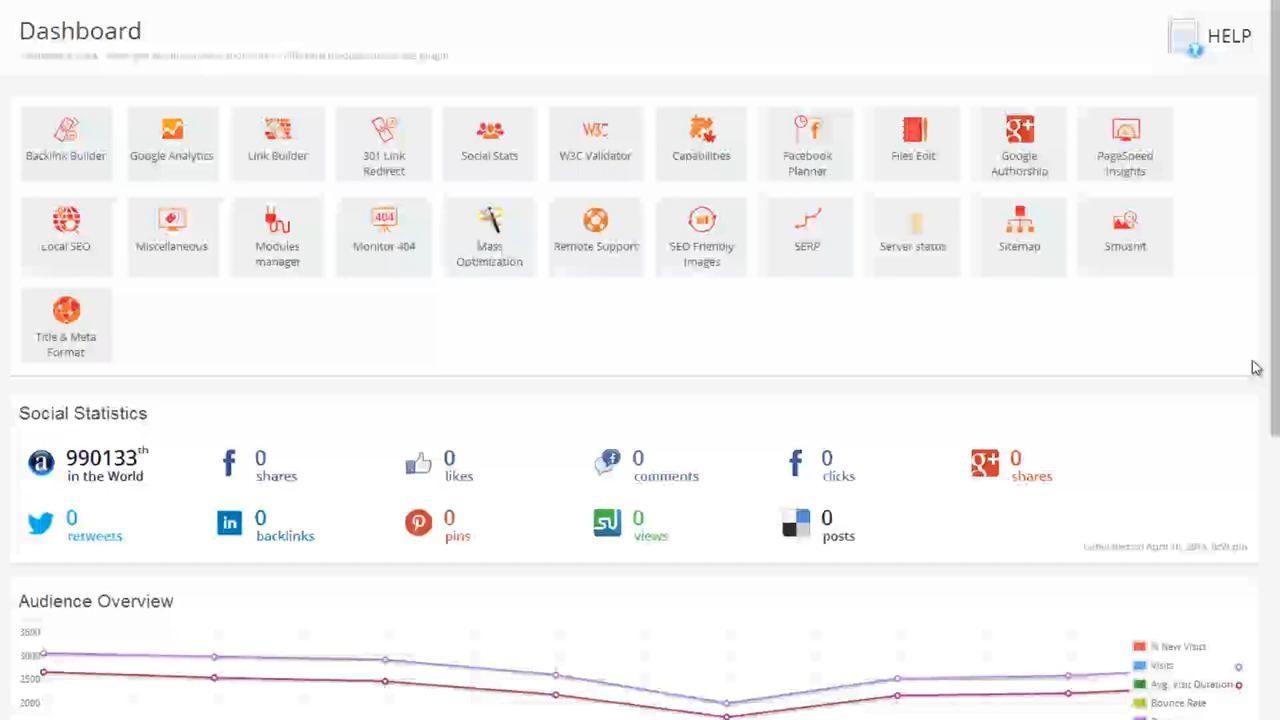 Dashboard
HELP
Backlink Builder
Google Analytics
Link Builder
301 Link
Redirect
Social Stats
W3C
W3C Validator
Capabilities
Facebook
Planner
Files Edit
Google
Authorship
PageSpeed
Insights
Local SEO
Miscellaneous
Modules
manager
404
Monitor 404
Mass
Optimization
Remote Support
SEO Friendly
Images
SERP
Server status
Sitemap
Smushit
Title & Meta
Format
Social Statistics
990133th
in the World
0
shares
0
likes
0
comments
0
clicks
0
shares
0
retweets
0
backlinks
0
pins
0
views
0
posts
Audience Overview
3500
3000
2500
2000
% New Visits
Visits
Avg. Visit Duration
Bounce Rate